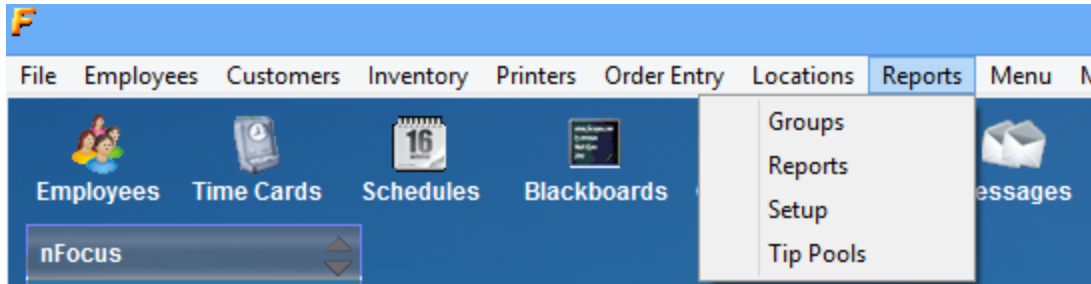 F
File Employees Customers Inventory Printers Order Entry Locations Reports Menu
Groups
Reports
Setup
Tip Pools
16
Employees Time Cards Schedules Blackboards essages
nFocus